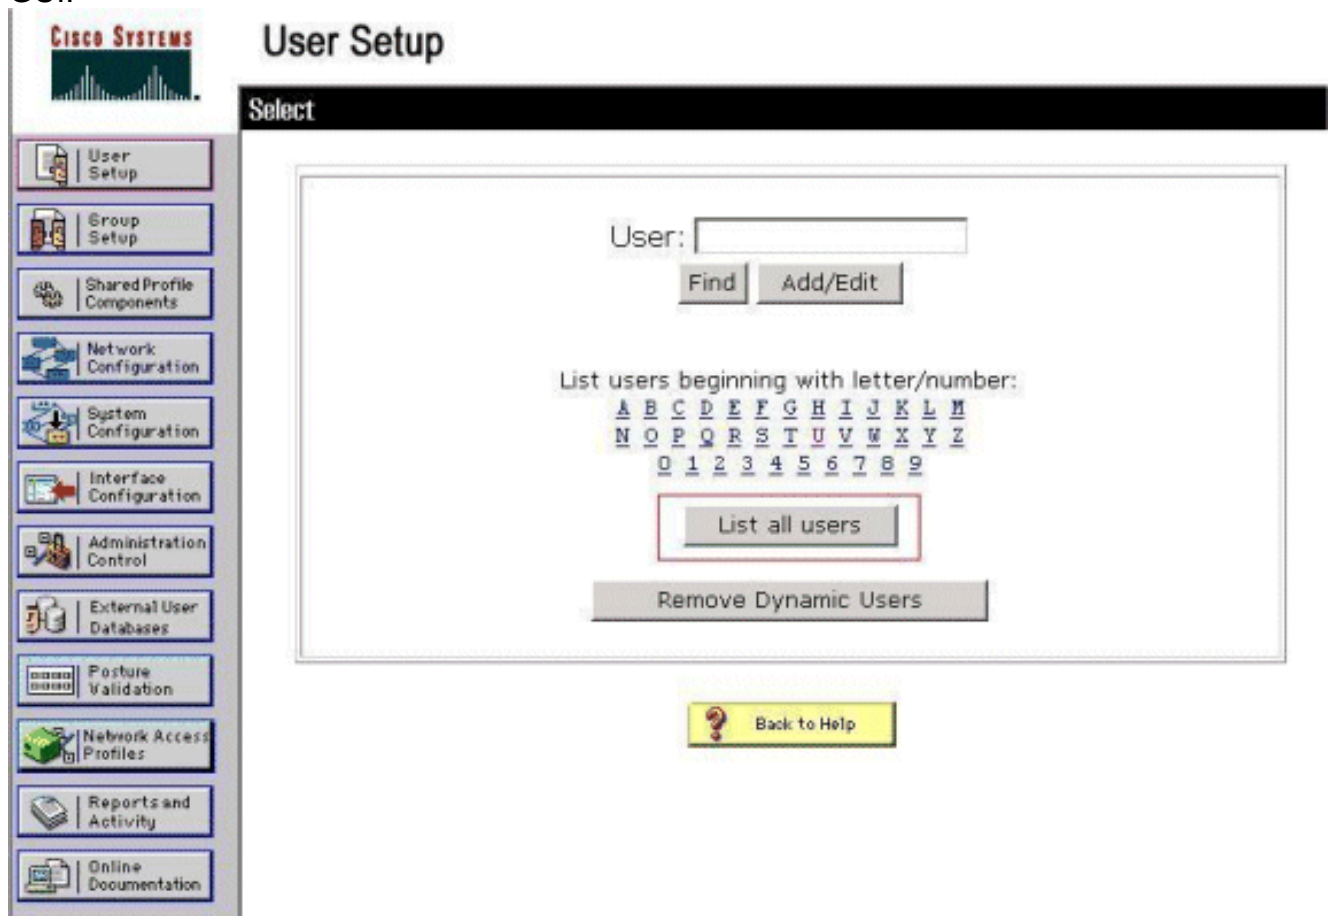 CISCO SYSTEMS
User Setup
Select
User
Setup
Group
Setup
Shared Profile
Components
Network
Configuration
System
Configuration
Interface
Configuration
Administration
Control
External User
Databases
Posture
Validation
Network Access
Profiles
Reports and
Activity
Online
Documentation
User:
Find Add/Edit
List users beginning with letter/number:
A B C D E F G H I J K L M
N O P Q R S T U V W X Y Z
0 1 2 3 4 5 6 7 8 9
List all users
Remove Dynamic Users
? Back to Help